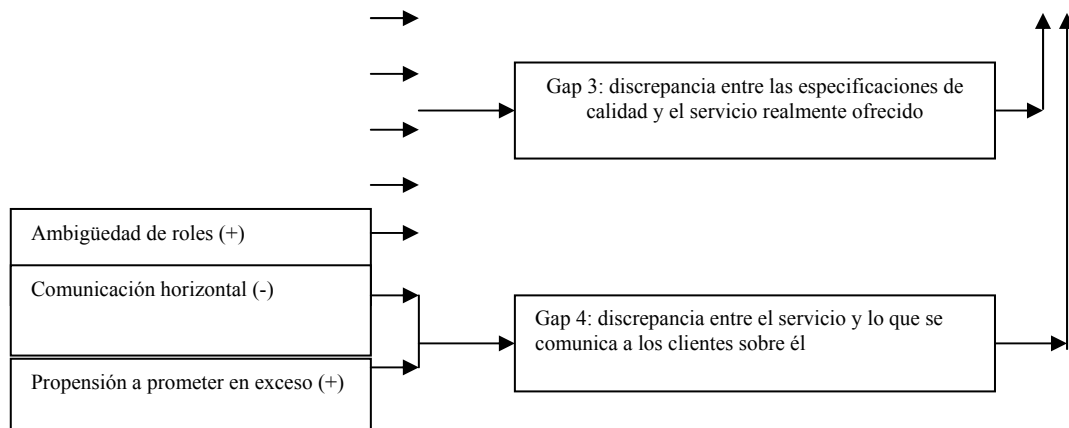 Gap 3: discrepancia entre las especificaciones de
calidad y el servicio realmente ofrecido
Ambigüedad de roles (+)
Comunicación horizontal (-)
Gap 4: discrepancia entre el servicio y lo que se
comunica a los clientes sobre él
Propensión a prometer en exceso (+)